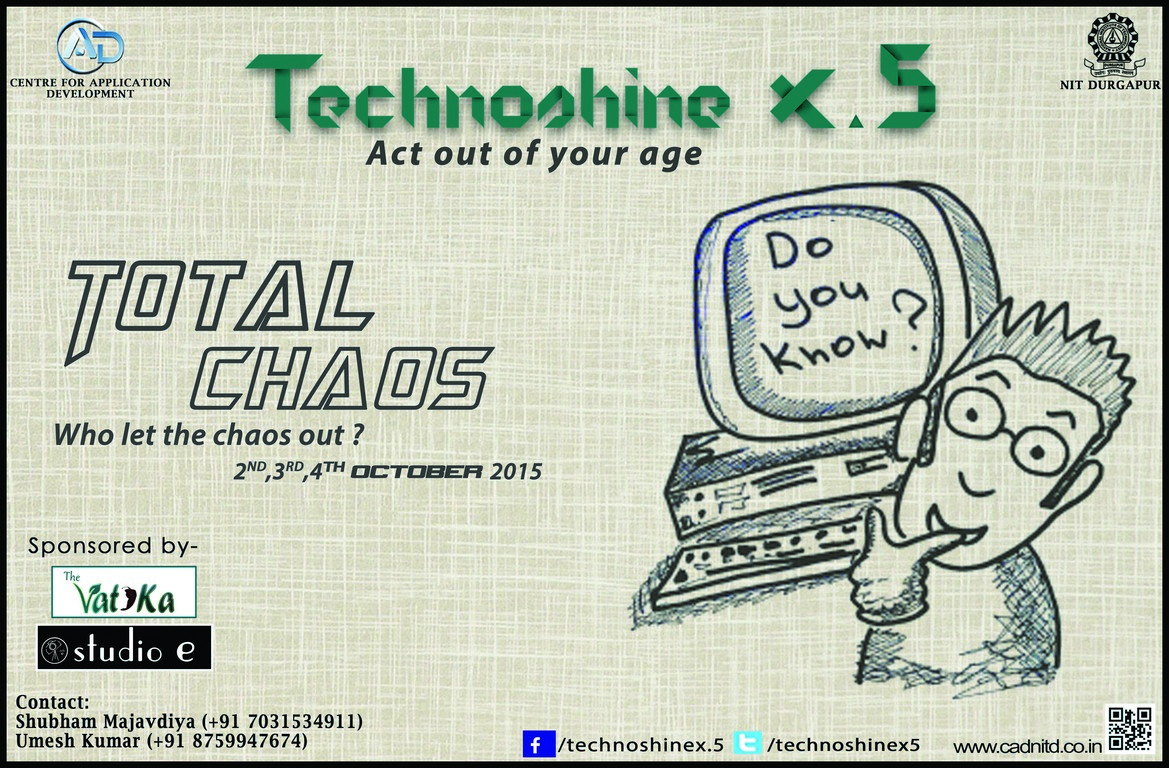 AD
CENTRE FOR APPLICATION
DEVELOPMENT
NIT DURGAPUR
Technoshine x.5
Act out of your age
Do
you
know?
TOTAL
CHAOS
Who let the chaos out ?
2ND,3RD,4TH OCTOBER 2015
Sponsored by-
The
Vatika
studio e
Contact:
Shubham Majavdiya (+91 7031534911)
Umesh Kumar (+91 8759947674)
f/technoshinex.5 t/technoshinex5 www.cadnitd.co.in